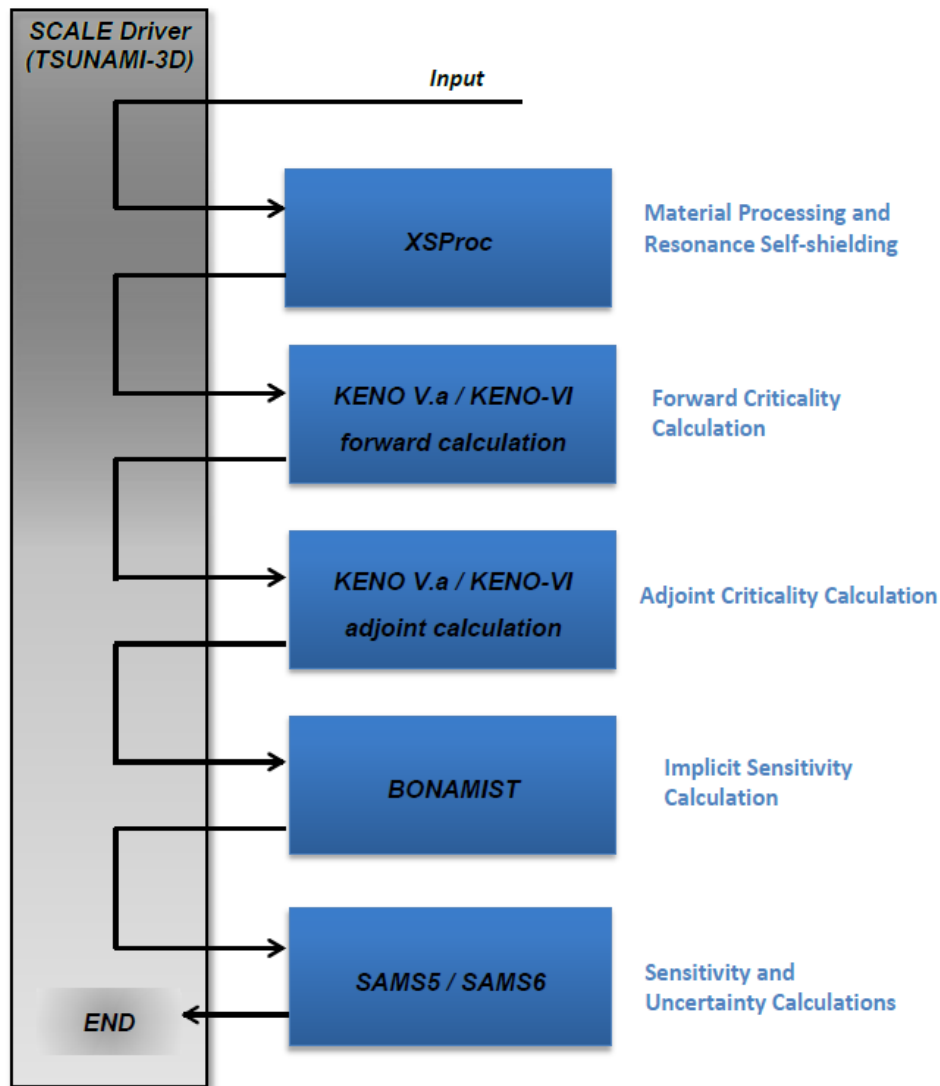 SCALE Driver
(TSUNAMI-3D)
Input
XSProc
Material Processing and
Resonance Self-shielding
KENO V.a / KENO-VI
forward calculation
Forward Criticality
Calculation
KENO V.a / KENO-VI
adjoint calculation
Adjoint Criticality Calculation
BONAMIST
Implicit Sensitivity
Calculation
SAMS5 / SAMS6
Sensitivity and
Uncertainty Calculations
END